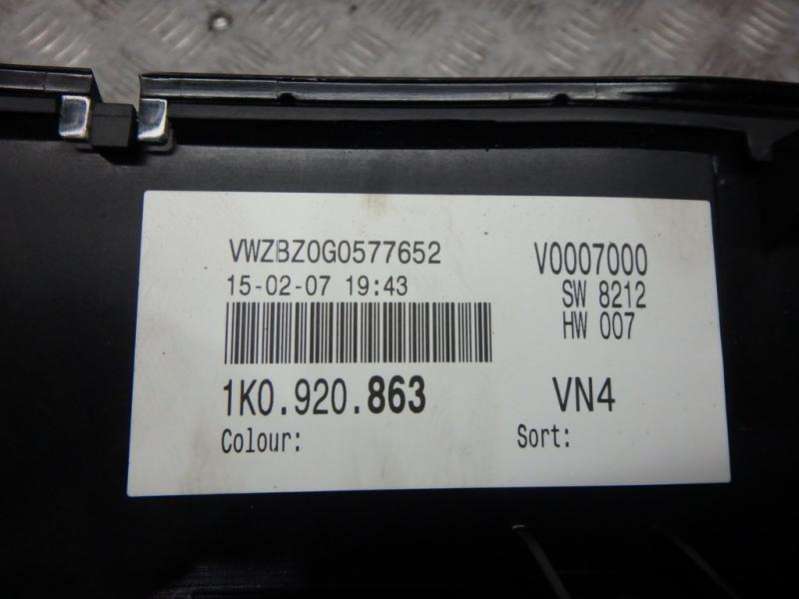 VWZBZ0G0577652
15-02-07 19:43
1K0.920.863
Colour:
V0007000
SW 8212
HW 007
VN4
Sort: